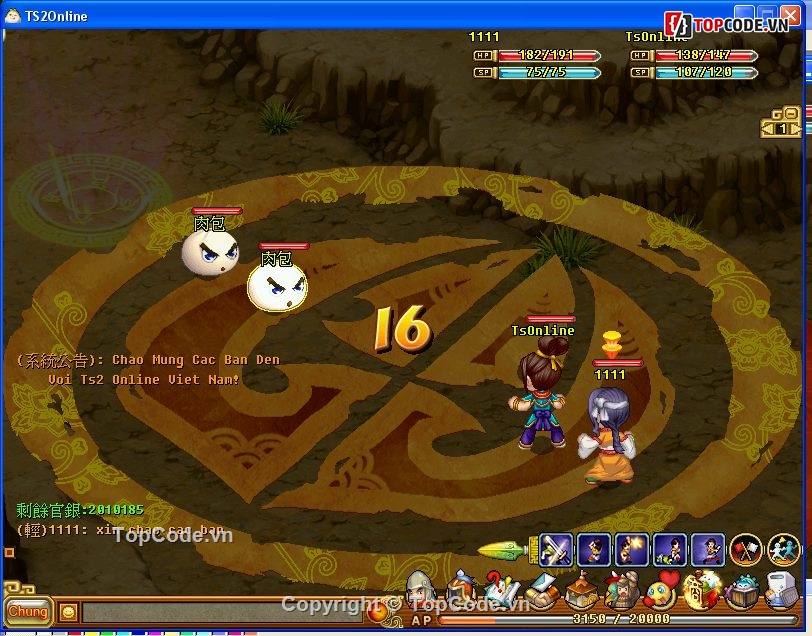 TS2Online
TOPCODE.VN
1111
TsOnline
HP 182/191
HP 138/147
SP 75/75
SP 107/120
1
肉包
肉包
16
TsOnline
1111
(系統公告): Chao Mung Cac Ban Den
Voi Ts2 Online Viet Nam!
剩餘官銀:2010185
(輕)1111: xin chao cac ban
TopCode.vn
Chung
Copyright © TopCode.vn
AP 3150 / 20000